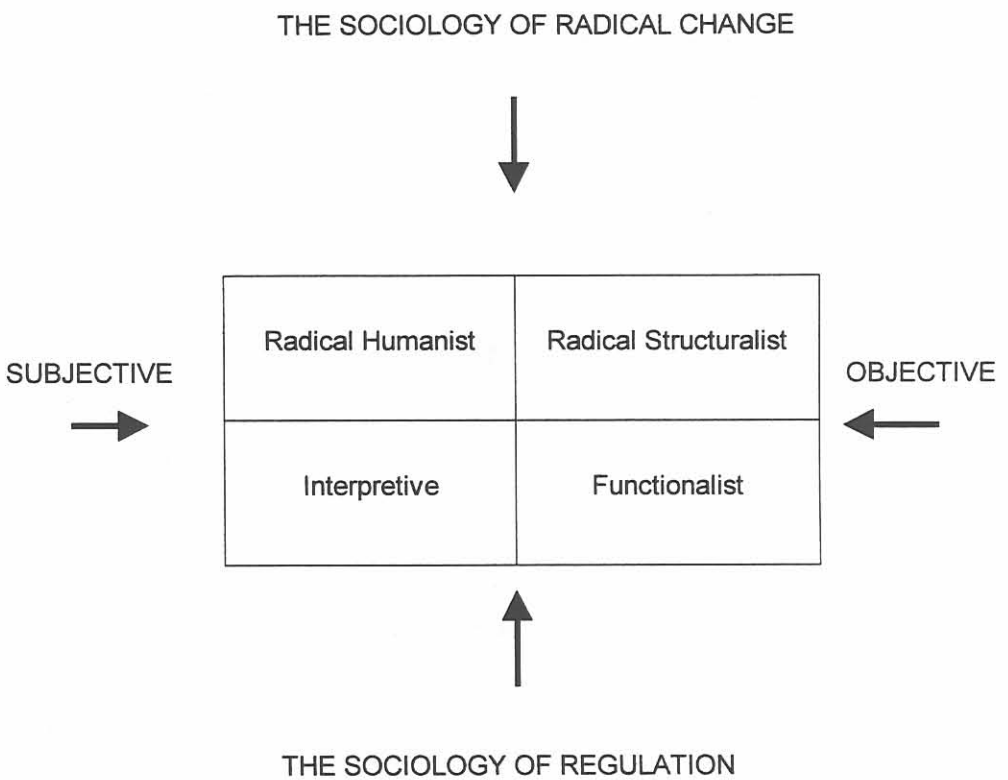 THE SOCIOLOGY OF RADICAL CHANGE
Radical Humanist
Radical Structuralist
SUBJECTIVE
OBJECTIVE
Interpretive
Functionalist
THE SOCIOLOGY OF REGULATION